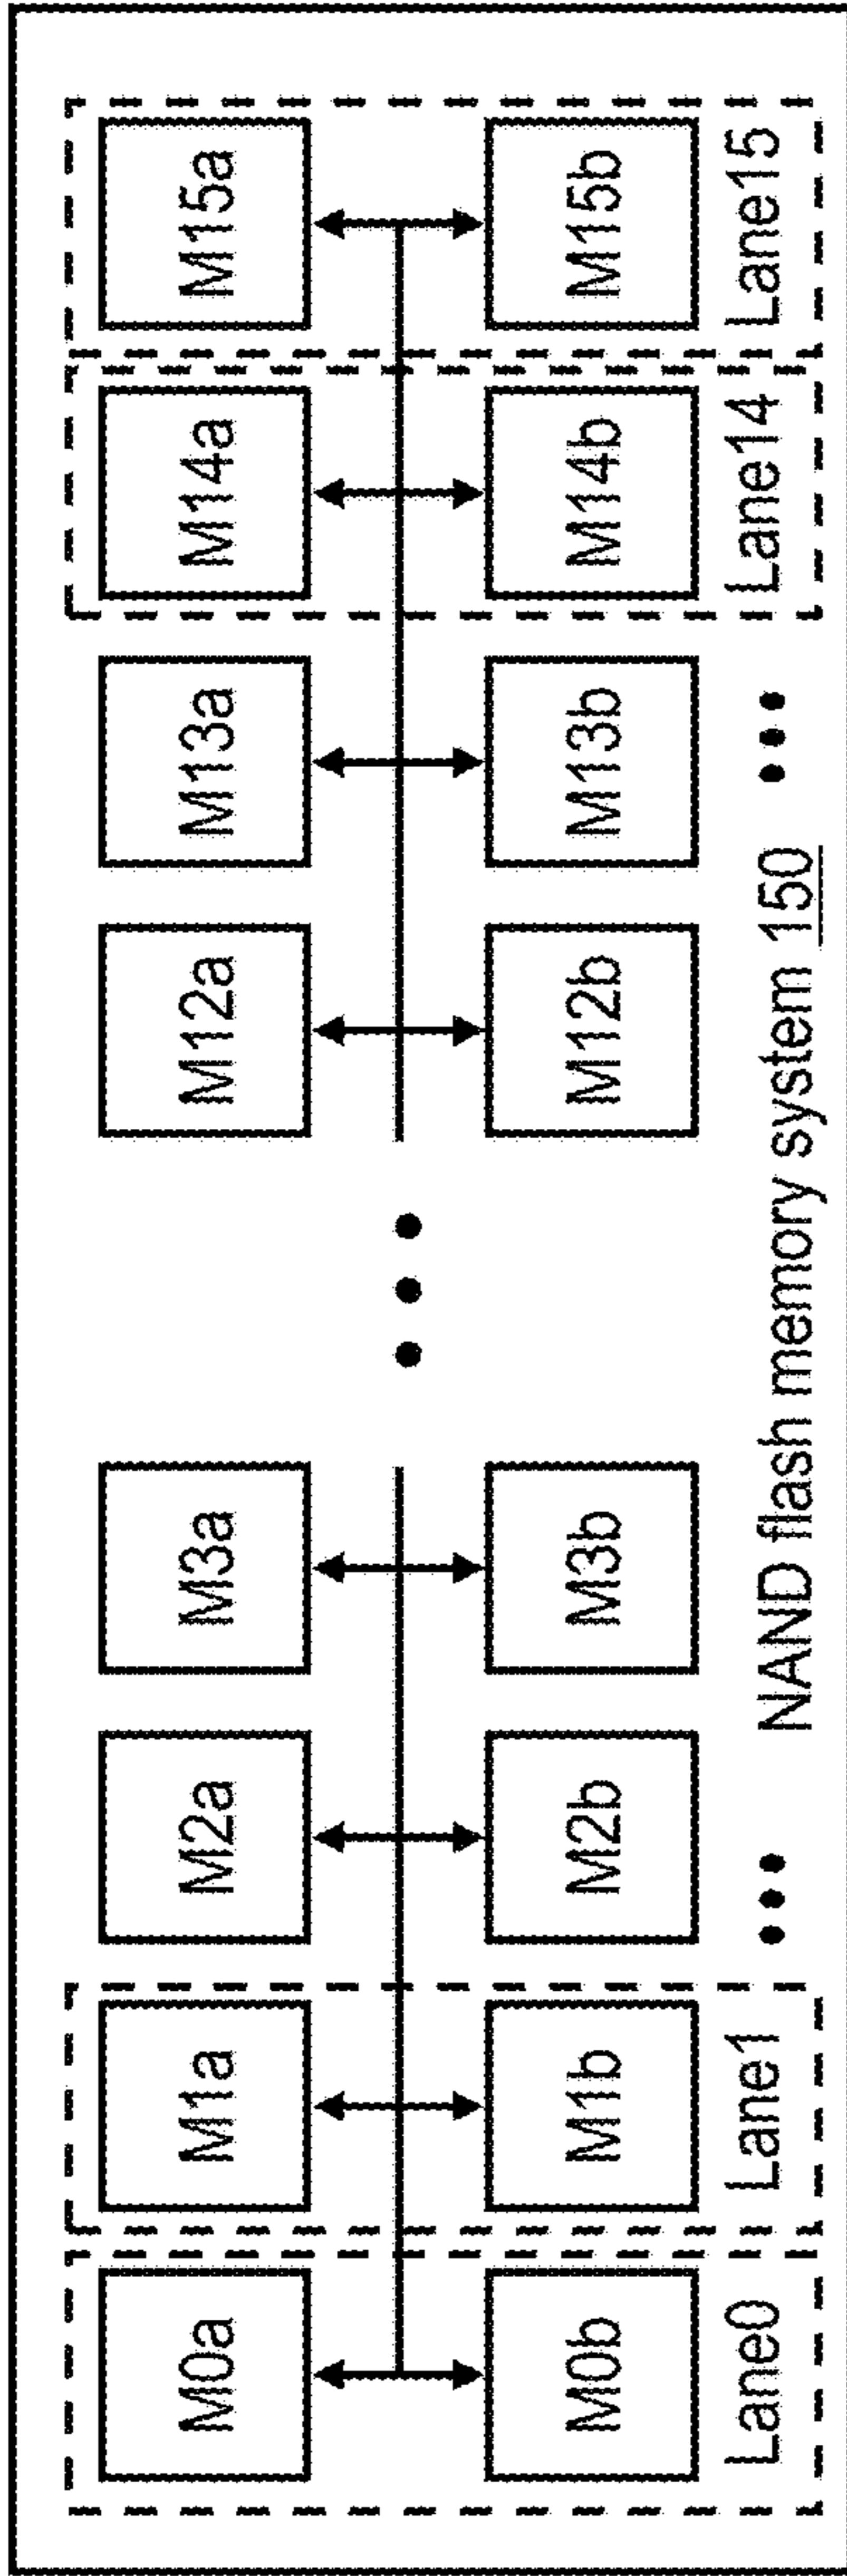 M0a M1a M2a M3a M12a M13a M14a M15a
M0b M1b M2b M3b M12b M13b M14b M15b
Lane0 Lane1 NAND flash memory system 150 Lane14 Lane15